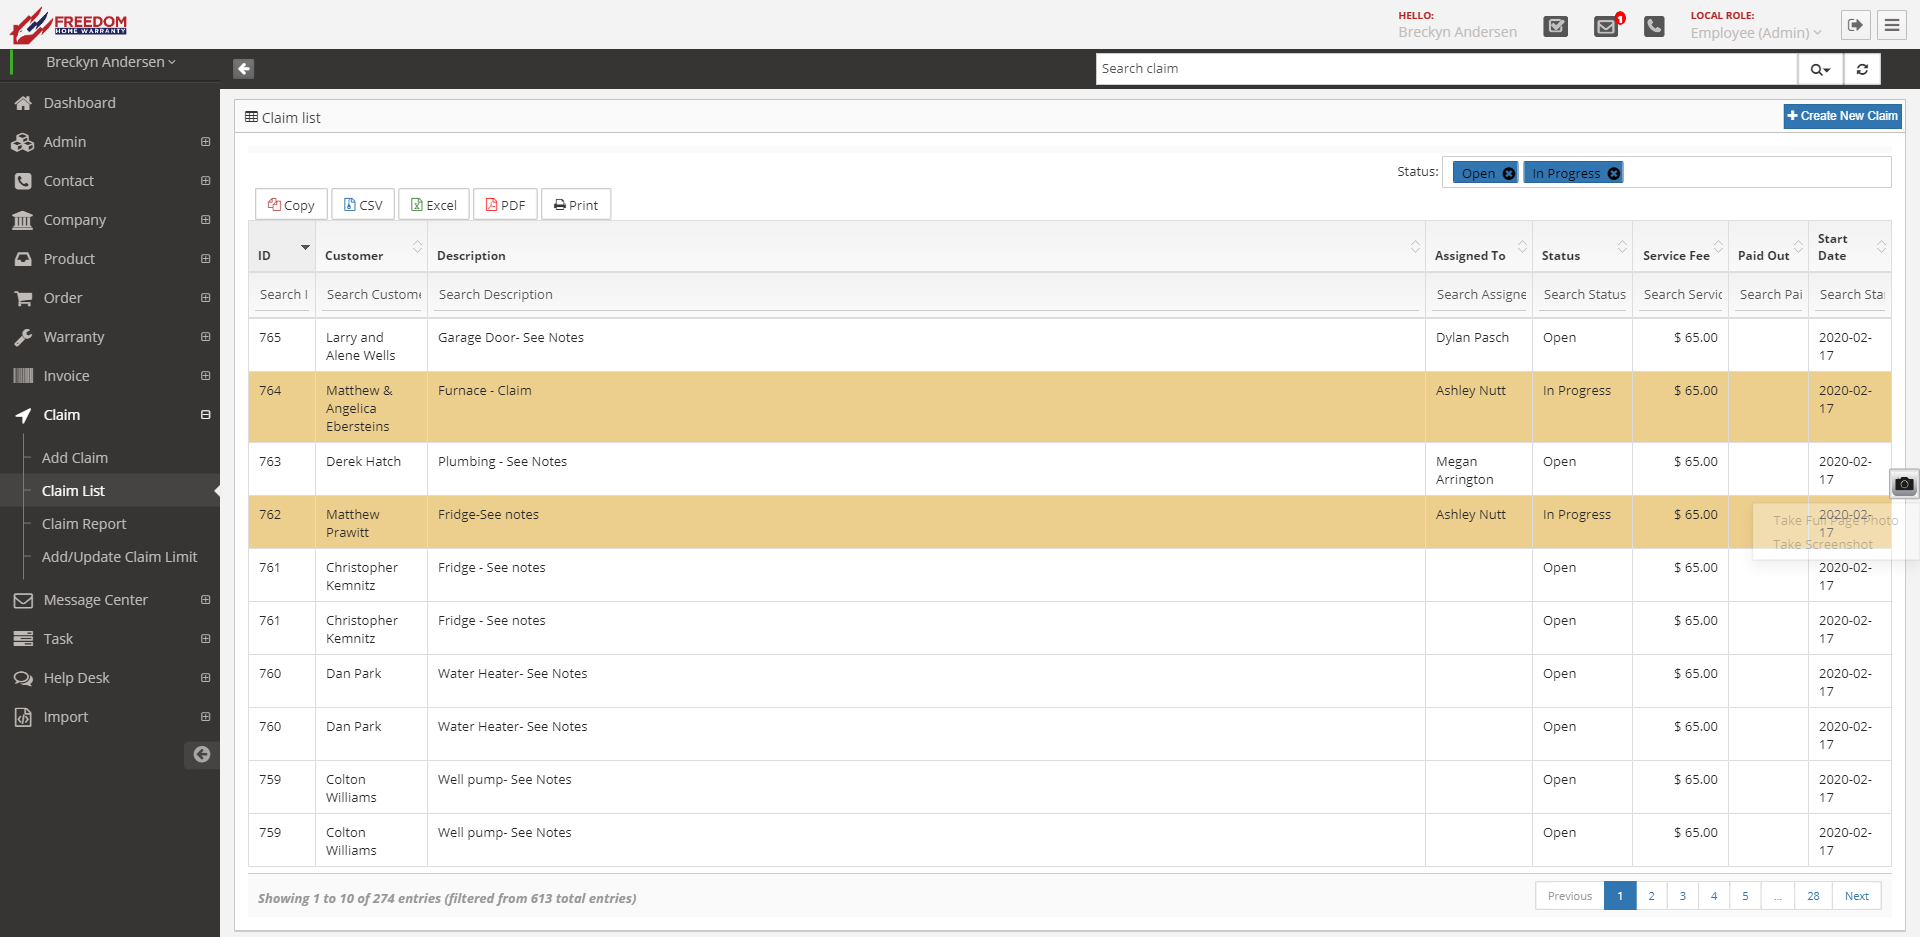 FREEDOM
HOME WARRANTY
HELLO:
Breckyn Andersen
1
LOCAL ROLE:
Employee (Admin)
Breckyn Andersen
Search claim
Dashboard
Admin
Contact
Company
Product
Order
Warranty
Invoice
Claim
Add Claim
Claim List
Claim Report
Add/Update Claim Limit
Message Center
Task
Help Desk
Import
Claim list
Create New Claim
Status: Open In Progress
Copy CSV Excel PDF Print
ID Customer Description Assigned To Status Service Fee Paid Out Start Date
Search I Search Custome Search Description Search Assigne Search Status Search Servic Search Pai Search Sta
765 Larry and Garage Door- See Notes Dylan Pasch Open $ 65.00 2020-02-
Alene Wells 17
764 Matthew & Furnace - Claim Ashley Nutt In Progress $ 65.00 2020-02-
Angelica 17
Ebersteins
763 Derek Hatch Plumbing - See Notes Megan Open $ 65.00 2020-02-
Arrington 17
762 Matthew Fridge-See notes Ashley Nutt In Progress $ 65.00 2020-02-
Prawitt 17
Take Full Page Photo
Take Screenshot
761 Christopher Fridge - See notes Open $ 65.00 2020-02-
Kemnitz 17
761 Christopher Fridge - See notes Open $ 65.00 2020-02-
Kemnitz 17
760 Dan Park Water Heater- See Notes Open $ 65.00 2020-02-
17
760 Dan Park Water Heater- See Notes Open $ 65.00 2020-02-
17
759 Colton Well pump- See Notes Open $ 65.00 2020-02-
Williams 17
759 Colton Well pump- See Notes Open $ 65.00 2020-02-
Williams 17
Showing 1 to 10 of 274 entries (filtered from 613 total entries)
Previous 1 2 3 4 5 ... 28 Next